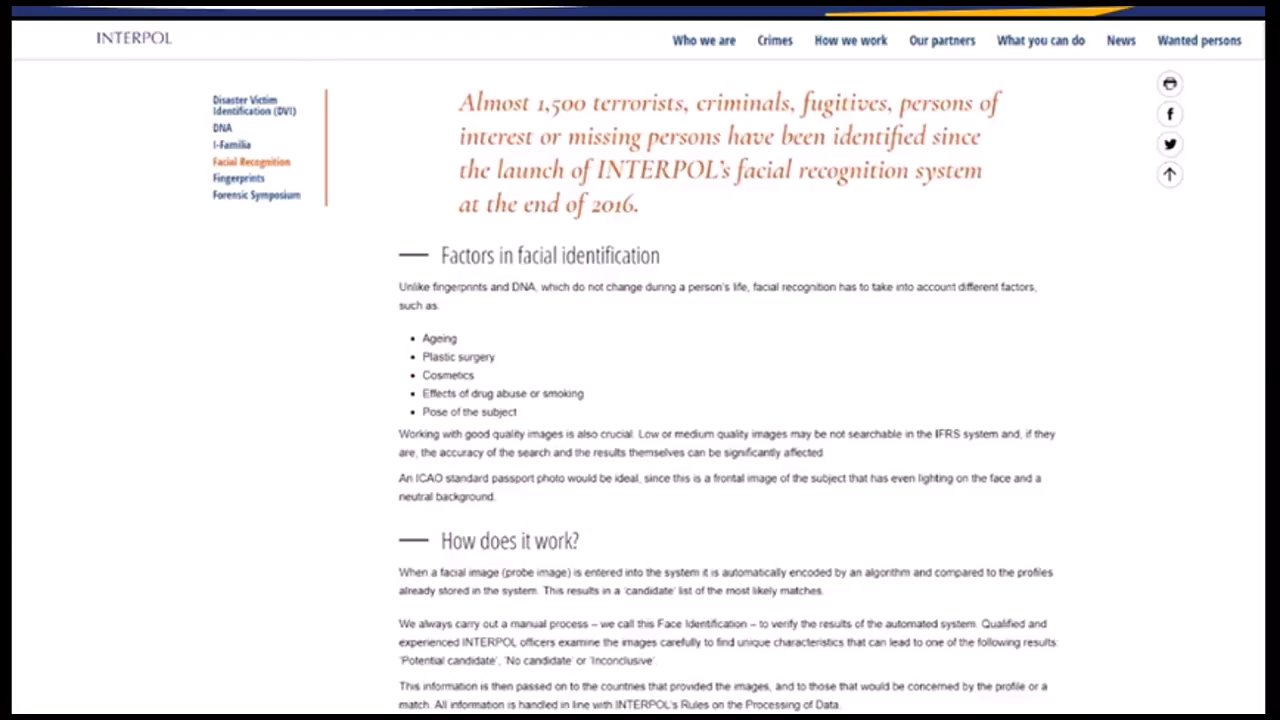 INTERPOL
Who we are
Crimes
How we work
Our partners
What you can do
News
Wanted persons
Disaster Victim
Identification (DVI)
DNA
I-Familia
Facial Recognition
Fingerprints
Forensic Symposium
Almost 1,500 terrorists, criminals, fugitives, persons of
interest or missing persons have been identified since
the launch of INTERPOL's facial recognition system
at the end of 2016.
Factors in facial identification
Unlike fingerprints and DNA, which do not change during a person's life, facial recognition has to take into account different factors,
such as:
• Ageing
• Plastic surgery
• Cosmetics
• Effects of drug abuse or smoking
• Pose of the subject
Working with good quality images is also crucial. Low or medium quality images may be not searchable in the IFRS system and, if they
are, the accuracy of the search and the results themselves can be significantly affected.
An ICAO standard passport photo would be ideal, since this is a frontal image of the subject that has even lighting on the face and a
neutral background.
How does it work?
When a facial image (probe image) is entered into the system it is automatically encoded by an algorithm and compared to the profiles
already stored in the system. This results in a 'candidate' list of the most likely matches.
We always carry out a manual process – we call this Face Identification – to verify the results of the automated system. Qualified and
experienced INTERPOL officers examine the images carefully to find unique characteristics that can lead to one of the following results:
'Potential candidate', 'No candidate' or 'Inconclusive'.
This information is then passed on to the countries that provided the images, and to those that would be concerned by the profile or a
match. All information is handled in line with INTERPOL's Rules on the Processing of Data.